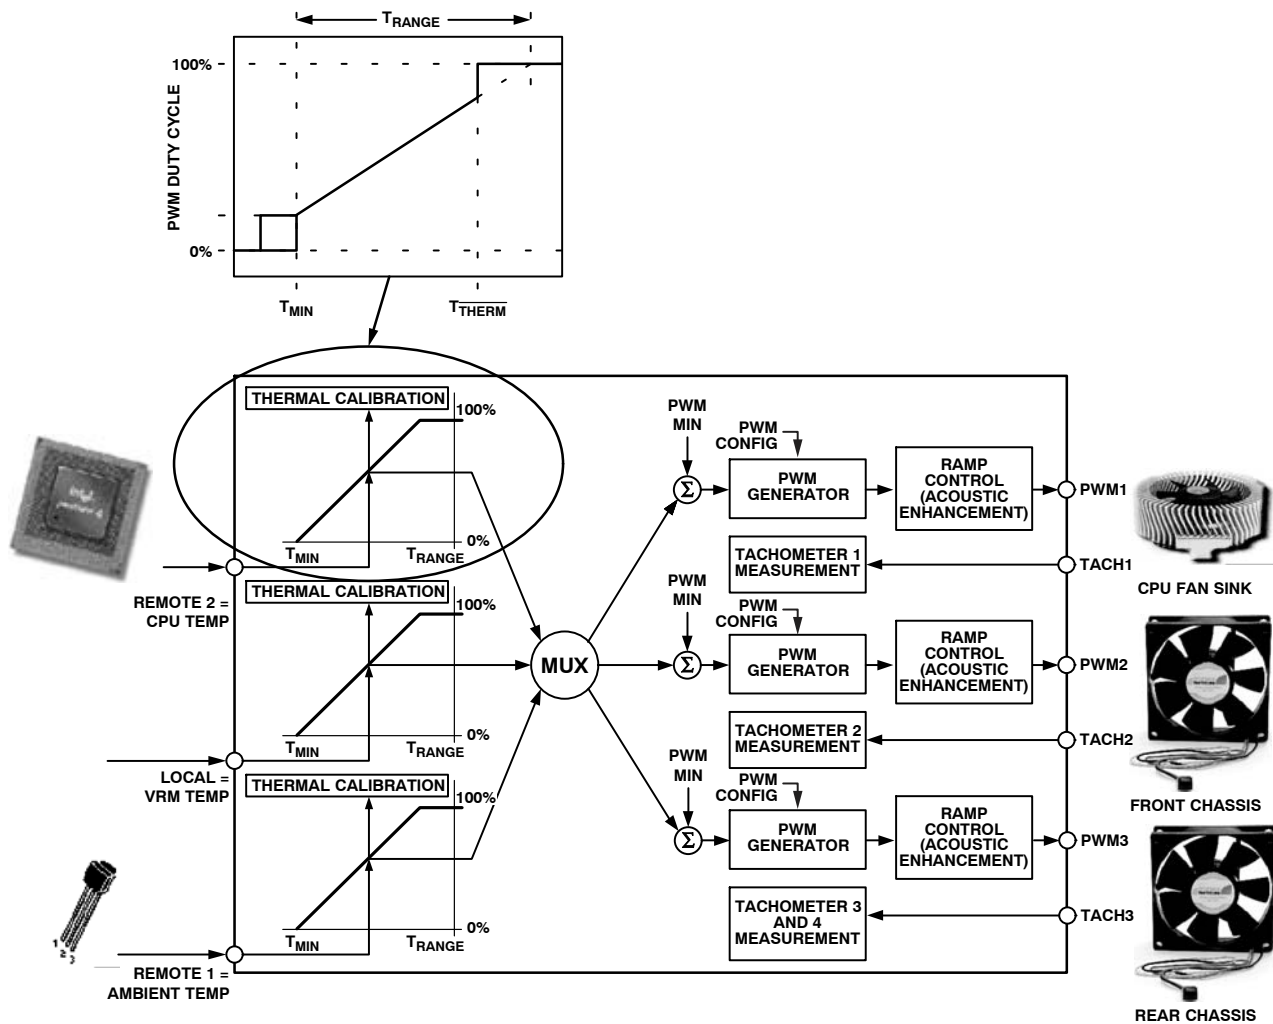 TRANGE
100%
PWM DUTY CYCLE
0%
TMIN
TTHERM
THERMAL CALIBRATION
100%
TMIN
TRANGE
0%
REMOTE 2 =
CPU TEMP
THERMAL CALIBRATION
100%
TMIN
TRANGE
0%
LOCAL =
VRM TEMP
THERMAL CALIBRATION
100%
TMIN
TRANGE
0%
1
2
3
REMOTE 1 =
AMBIENT TEMP
MUX
PWM
MIN
Σ
PWM
CONFIG
PWM
GENERATOR
RAMP
CONTROL
(ACOUSTIC
ENHANCEMENT)
PWM1
TACHOMETER 1
MEASUREMENT
TACH1
CPU FAN SINK
PWM
MIN
Σ
PWM
CONFIG
PWM
GENERATOR
RAMP
CONTROL
(ACOUSTIC
ENHANCEMENT)
PWM2
TACHOMETER 2
MEASUREMENT
TACH2
FRONT CHASSIS
PWM
MIN
Σ
PWM
CONFIG
PWM
GENERATOR
RAMP
CONTROL
(ACOUSTIC
ENHANCEMENT)
PWM3
TACHOMETER 3
AND 4
MEASUREMENT
TACH3
REAR CHASSIS